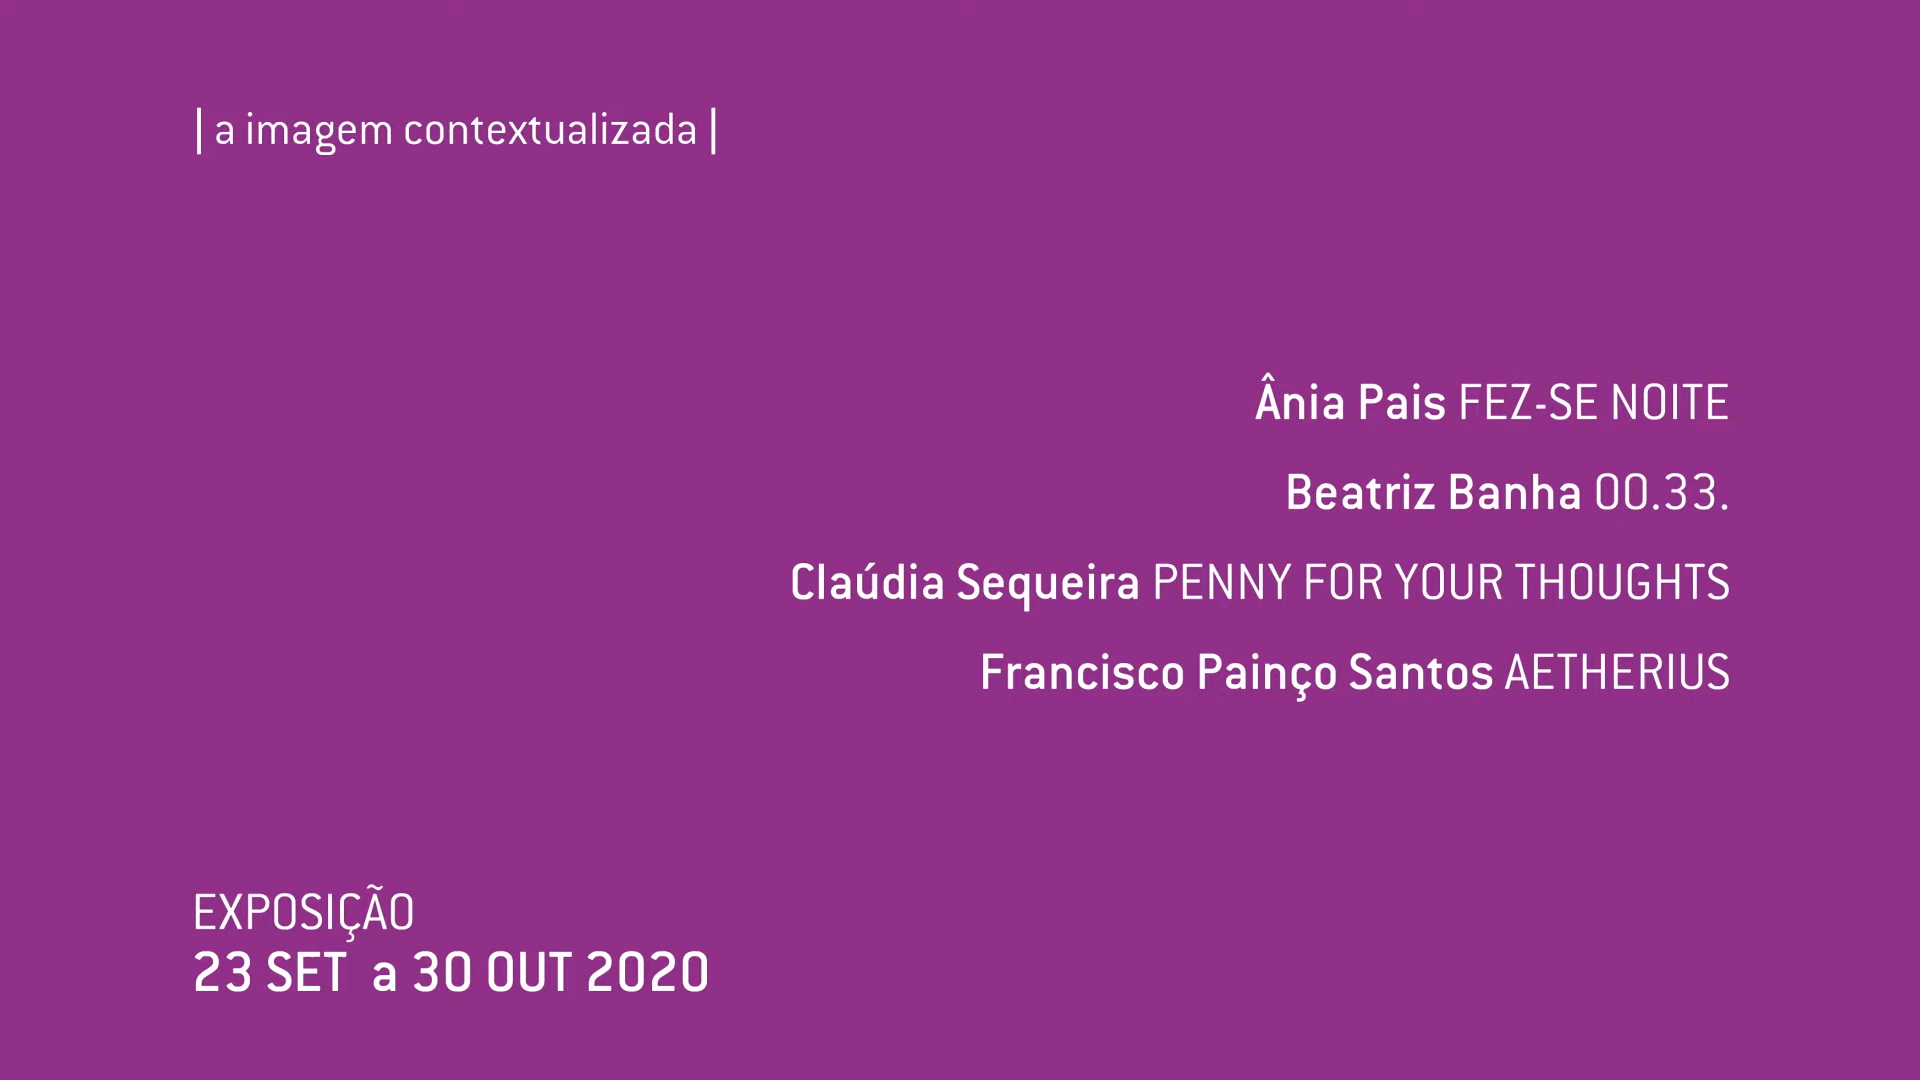 | a imagem contextualizada |
Ânia Pais FEZ-SE NOITE
Beatriz Banha 00.33.
Claúdia Sequeira PENNY FOR YOUR THOUGHTS
Francisco Painço Santos AETHERIUS
EXPOSIÇÃO
23 SET a 30 OUT 2020